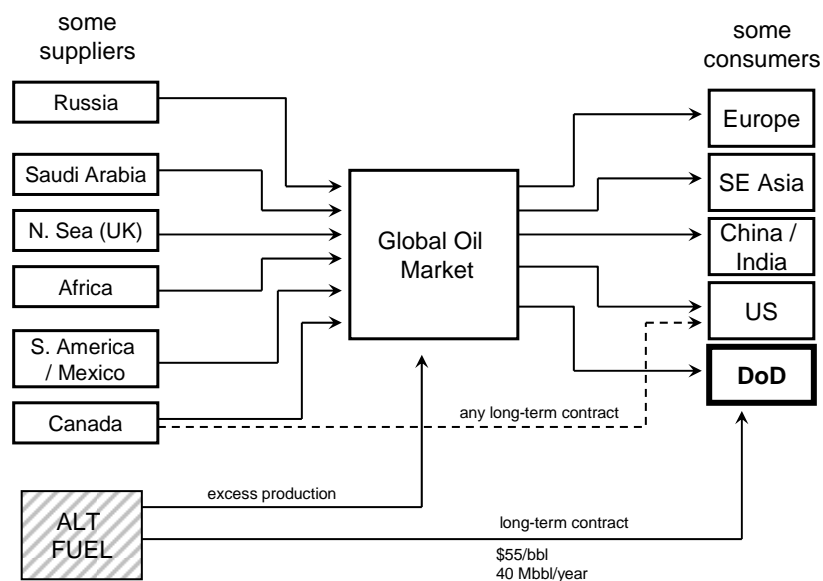 some
suppliers
some
consumers
Russia
Saudi Arabia
N. Sea (UK)
Africa
S. America
/ Mexico
Canada
Global Oil
Market
Europe
SE Asia
China /
India
US
DoD
any long-term contract
excess production
ALT
FUEL
long-term contract
$55/bbl
40 Mbbl/year